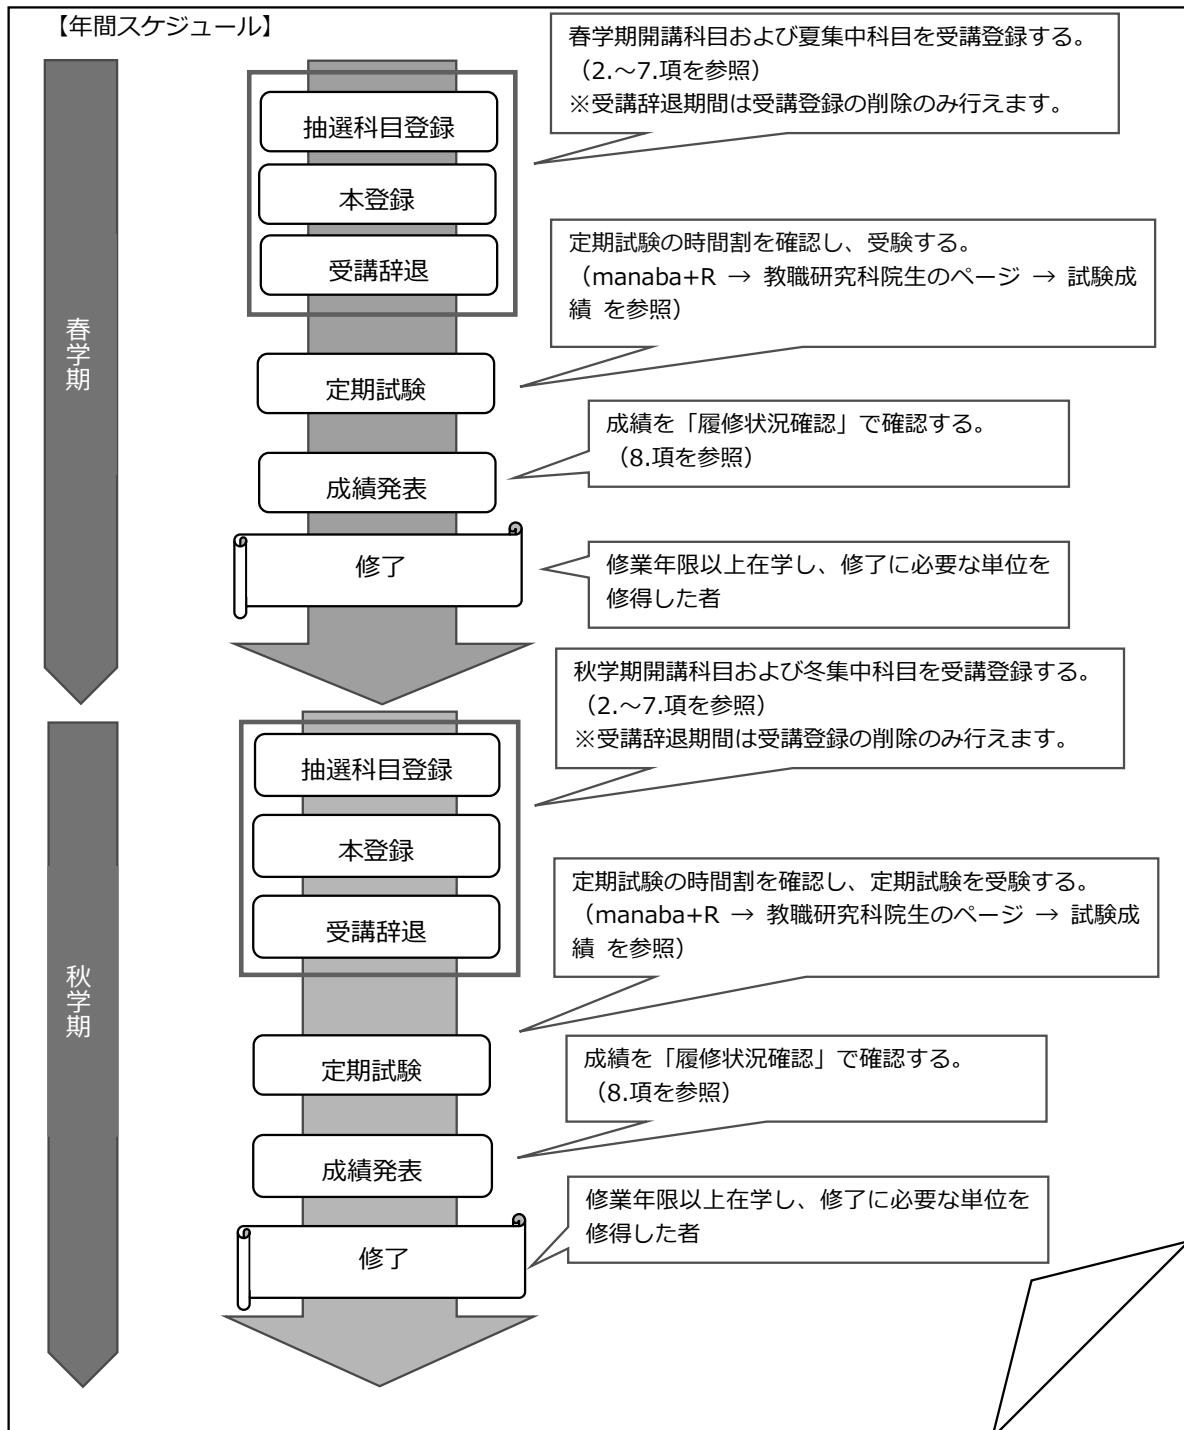 【年間スケジュール】
春学期開講科目および夏集中科目を受講登録する。
（2.～7.項を参照）
※受講辞退期間は受講登録の削除のみ行えます。
抽選科目登録
本登録
受講辞退
定期試験の時間割を確認し、受験する。
（manaba+R → 教職研究科院生のページ → 試験成
績 を参照）
春学期
定期試験
成績を「履修状況確認」で確認する。
（8.項を参照）
成績発表
修了
修業年限以上在学し、修了に必要な単位を
修得した者
秋学期開講科目および冬集中科目を受講登録する。
（2.～7.項を参照）
※受講辞退期間は受講登録の削除のみ行えます。
抽選科目登録
本登録
受講辞退
定期試験の時間割を確認し、定期試験を受験する。
（manaba+R → 教職研究科院生のページ → 試験成
績 を参照）
秋学期
定期試験
成績を「履修状況確認」で確認する。
（8.項を参照）
成績発表
修業年限以上在学し、修了に必要な単位を
修得した者
修了